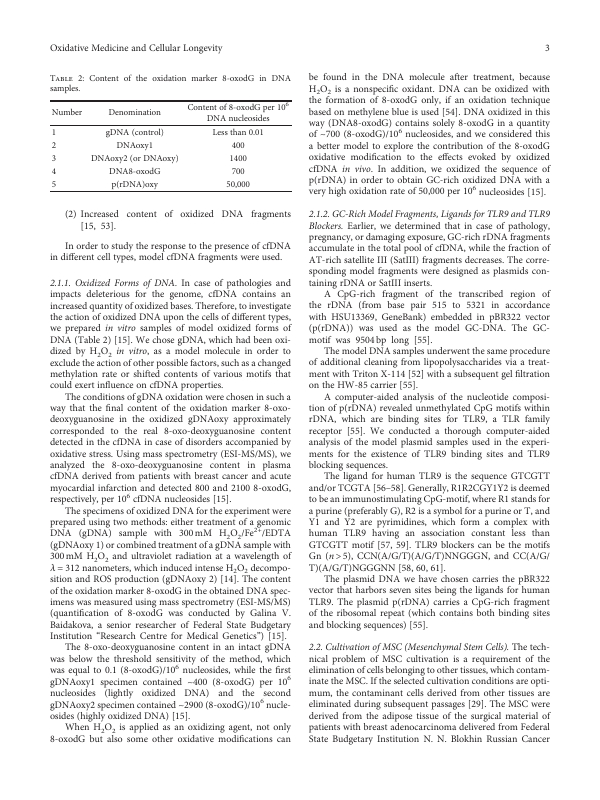 Oxidative Medicine and Cellular Longevity 3
TABLE 2: Content of the oxidation marker 8-oxodG in DNA
samples.
Number Denomination Content of 8-oxodG per 10⁶
DNA nucleosides
1 gDNA (control) Less than 0.01
2 DNAoxy1 400
3 DNAoxy2 (or DNAoxy) 1400
4 DNA8-oxodG 700
5 p(rDNA)oxy 50,000
(2) Increased content of oxidized DNA fragments
[15, 53].
In order to study the response to the presence of cfDNA
in different cell types, model cfDNA fragments were used.
2.1.1. Oxidized Forms of DNA. In case of pathologies and
impacts deleterious for the genome, cfDNA contains an
increased quantity of oxidized bases. Therefore, to investigate
the action of oxidized DNA upon the cells of different types,
we prepared in vitro samples of model oxidized forms of
DNA (Table 2) [15]. We chose gDNA, which had been oxi-
dized by H₂O₂ in vitro, as a model medium in order to
exclude the action of other possible factors, such as a changed
methylation rate or shifted contents of various motifs that
could exert influence on cfDNA properties.
The conditions of gDNA oxidation were chosen in such a
way that the final content of the oxidation marker 8-oxo-
deoxyguanosine in the oxidized gDNAoxy approximately
corresponded to the real 8-oxo-deoxyguanosine content
detected in the cfDNA in case of disorders accompanied by
oxidative stress. Using mass spectrometry (ESI-MS/MS), we
analyzed the 8-oxo-deoxyguanosine content in plasma
cfDNA derived from patients with breast cancer and acute
myocardial infarction and detected 800 and 2100 8-oxodG,
respectively, per 10⁶ cfDNA nucleosides [15].
The specimens of oxidized DNA for the experiment were
prepared using two methods: either treatment of a genomic
DNA (gDNA) sample with 300 mM H₂O₂/Fe²⁺/EDTA
(gDNAoxy 1) or combined treatment of a gDNA sample with
300 mM H₂O₂ and ultraviolet radiation at a wavelength of
λ = 312 nanometers, which induced intense H₂O₂ decompo-
sition and ROS production (gDNAoxy 2) [14]. The content
of the oxidation marker 8-oxodG in the obtained DNA spec-
imens was measured using mass spectrometry (ESI-MS/MS)
(quantification of 8-oxodG was conducted by Galina V.
Baidakova, a senior researcher of Federal State Budgetary
Institution “Research Centre for Medical Genetics”) [15].
The 8-oxo-deoxyguanosine content in an intact gDNA
was below the threshold sensitivity of the method, which
was equal to 0.1 (8-oxodG)/10⁶ nucleosides, while the first
gDNAoxy1 specimen contained ~400 (8-oxodG) per 10⁶
nucleosides (lightly oxidized DNA) and the second
gDNAoxy2 specimen contained ~2900 (8-oxodG)/10⁶ nucle-
osides (highly oxidized DNA) [15].
When H₂O₂ is applied as an oxidizing agent, not only
8-oxodG but also some other oxidative modifications can
be found in the DNA molecule after treatment, because
H₂O₂ is a nonspecific oxidant. DNA can be oxidized with
the formation of 8-oxodG only, if an oxidation technique
based on methylene blue is used [54]. DNA oxidized in this
way (DNA8-oxodG) contains solely 8-oxodG in a quantity
of ~700 (8-oxodG)/10⁶ nucleosides, and we considered this
a better model to explore the contribution of the 8-oxodG
oxidative modification to the effects evoked by oxidized
cfDNA in vivo. In addition, we oxidized the sequence of
p(rDNA) in order to obtain GC-rich oxidized DNA with a
very high oxidation rate of 50,000 per 10⁶ nucleosides [15].
2.1.2. GC-Rich Model Fragments, Ligands for TLR9 and TLR9
Blockers. Earlier, we determined that in case of pathology,
pregnancy, or damaging exposure, GC-rich rDNA fragments
accumulate in the total pool of cfDNA, while the fraction of
AT-rich satellite III (SatIII) fragments decreases. The corre-
sponding model fragments were designed as plasmids con-
taining rDNA or SatIII inserts.
A CpG-rich fragment of the transcribed region of
the rDNA (from base pair 515 to 5321 in accordance
with HSU13369, GeneBank) embedded in pBR322 vector
(p(rDNA)) was used as the model GC-DNA. The GC-
motif was 9504 bp long [55].
The model DNA samples underwent the same procedure
of additional cleaning from lipopolysaccharides via a treat-
ment with Triton X-114 [52] with a subsequent gel filtration
on the HW-85 carrier [55].
A computer-aided analysis of the nucleotide composi-
tion of p(rDNA) revealed unmethylated CpG motifs within
rDNA, which are binding sites for TLR9, a TLR family
receptor [55]. We conducted a thorough computer-aided
analysis of the model plasmid samples used in the experi-
ments for the existence of TLR9 binding sites and TLR9
blocking sequences.
The ligand for human TLR9 is the sequence GTCGTT
and/or TCGTA [56–58]. Generally, R1R2CGY1Y2 is deemed
to be an immunostimulating CpG-motif, where R1 stands for
a purine (preferably G), R2 is a symbol for a purine or T, and
Y1 and Y2 are pyrimidines, which form a complex with
human TLR9 having an association constant less than
GTCGTT motif [57, 59]. TLR9 blockers can be the motifs
Gn (n > 5), CCN(A/G/T)(A/G/T)NNGGGN, and CC(A/G/
T)(A/G/T)NGGGNN [58, 60, 61].
The plasmid DNA we have chosen carries the pBR322
vector that harbors seven sites being the ligands for human
TLR9. The plasmid p(rDNA) carries a CpG-rich fragment
of the ribosomal repeat (which contains both binding sites
and blocking sequences) [55].
2.2. Cultivation of MSC (Mesenchymal Stem Cells). The tech-
nical problem of MSC cultivation is a requirement of the
elimination of cells belonging to other tissues, which contam-
inate the MSC. If the selected cultivation conditions are opti-
mum, the contaminant cells derived from other tissues are
eliminated during subsequent passages [29]. The MSC were
derived from the adipose tissue of the surgical material of
patients with breast adenocarcinoma delivered from Federal
State Budgetary Institution N. N. Blokhin Russian Cancer